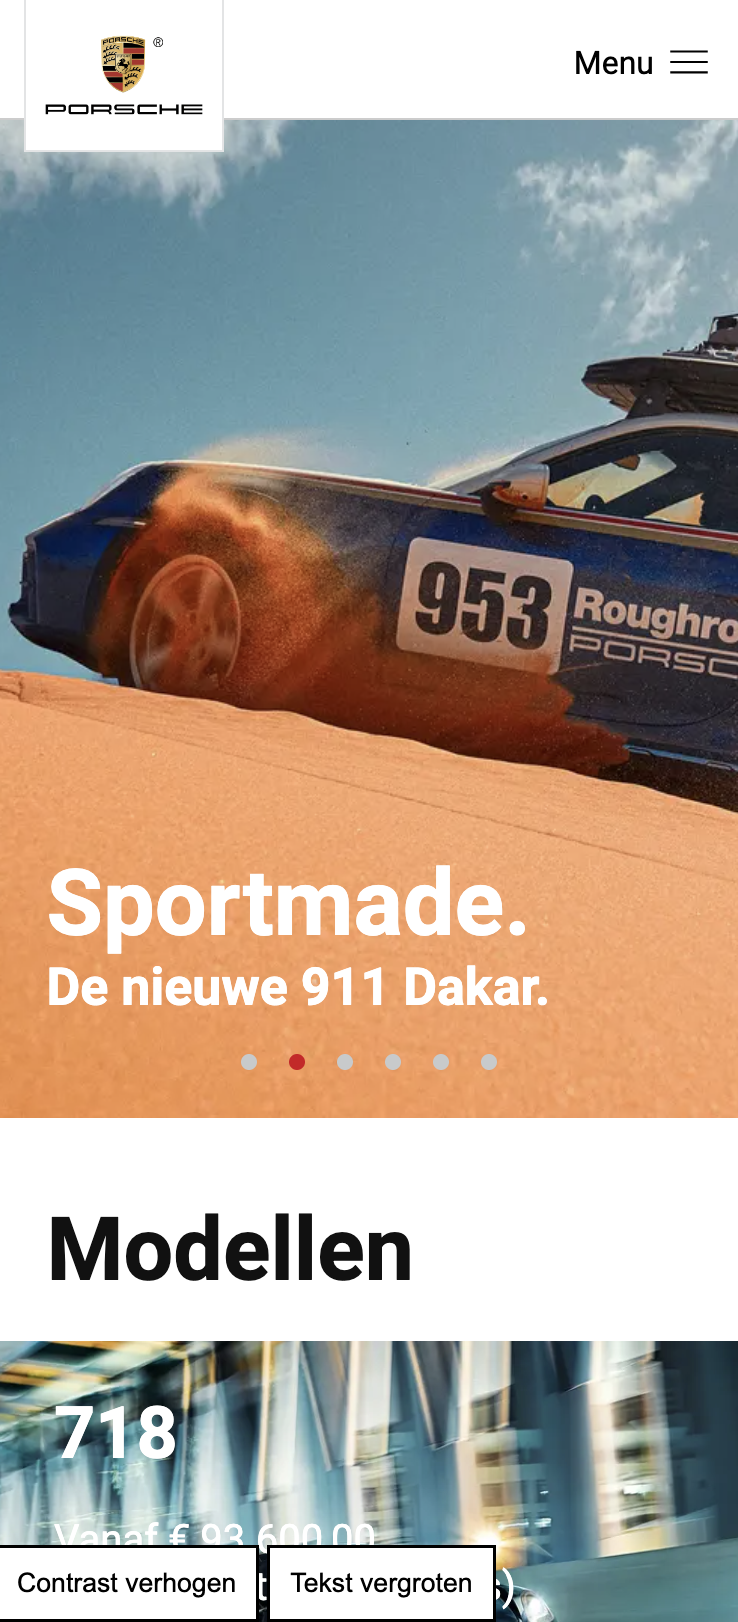 PORSCHE
®
PORSCHE
Menu
953
Roughro
PORSC
Sportmade.
De nieuwe 911 Dakar.
Modellen
718
Vanaf € 93.600,00
Contrast verhogen
Tekst vergroten